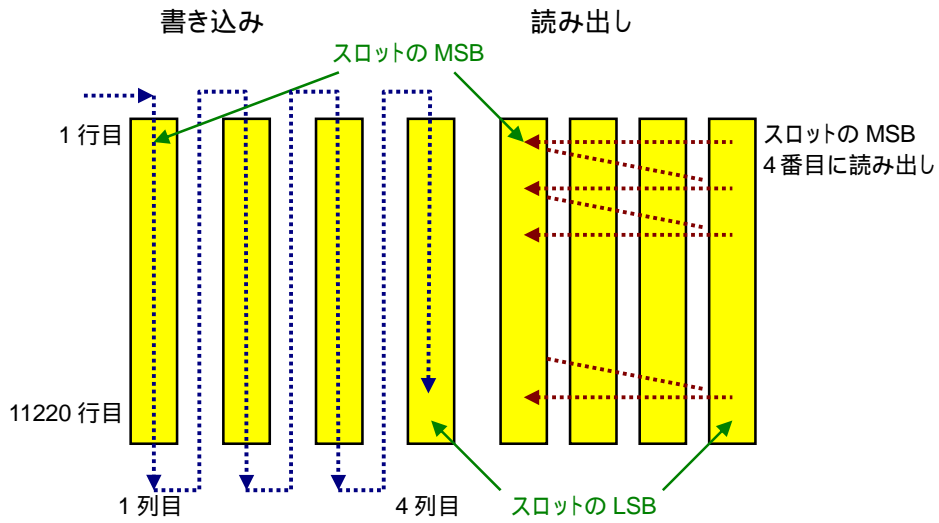 書き込み
読み出し
スロットの MSB
1 行目
スロットの MSB
4 番目に読み出し
11220 行目
1 列目
4 列目
スロットの LSB